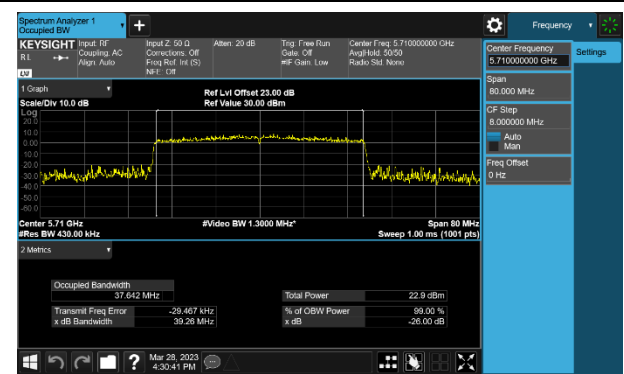 Spectrum Analyzer 1
Occupied BW
+
Frequency
KEYSIGHT
RL
Input: RF
Coupling: AC
Align: Auto
Input Z: 50 Ω
Corrections: Off
Freq Ref: Int (S)
NFE: Off
Atten: 20 dB
Trig: Free Run
Gate: Off
#IF Gain: Low
Center Freq: 5.710000000 GHz
Avg|Hold: 50/50
Radio Std: None
LXI
Center Frequency
5.710000000 GHz
Settings
Span
80.000 MHz
CF Step
8.000000 MHz
Auto
Man
Freq Offset
0 Hz
1 Graph
Scale/Div 10.0 dB
Ref Lvl Offset 23.00 dB
Ref Value 30.00 dBm
Log
20.0
10.0
0.00
-10.0
-20.0
-30.0
-40.0
-50.0
-60.0
Center 5.71 GHz
#Res BW 430.00 kHz
#Video BW 1.3000 MHz*
Span 80 MHz
Sweep 1.00 ms (1001 pts)
2 Metrics
Occupied Bandwidth
37.642 MHz
Transmit Freq Error -29.467 kHz
x dB Bandwidth 39.26 MHz
Total Power 22.9 dBm
% of OBW Power 99.00 %
x dB -26.00 dB
?
Mar 28, 2023
4:30:41 PM